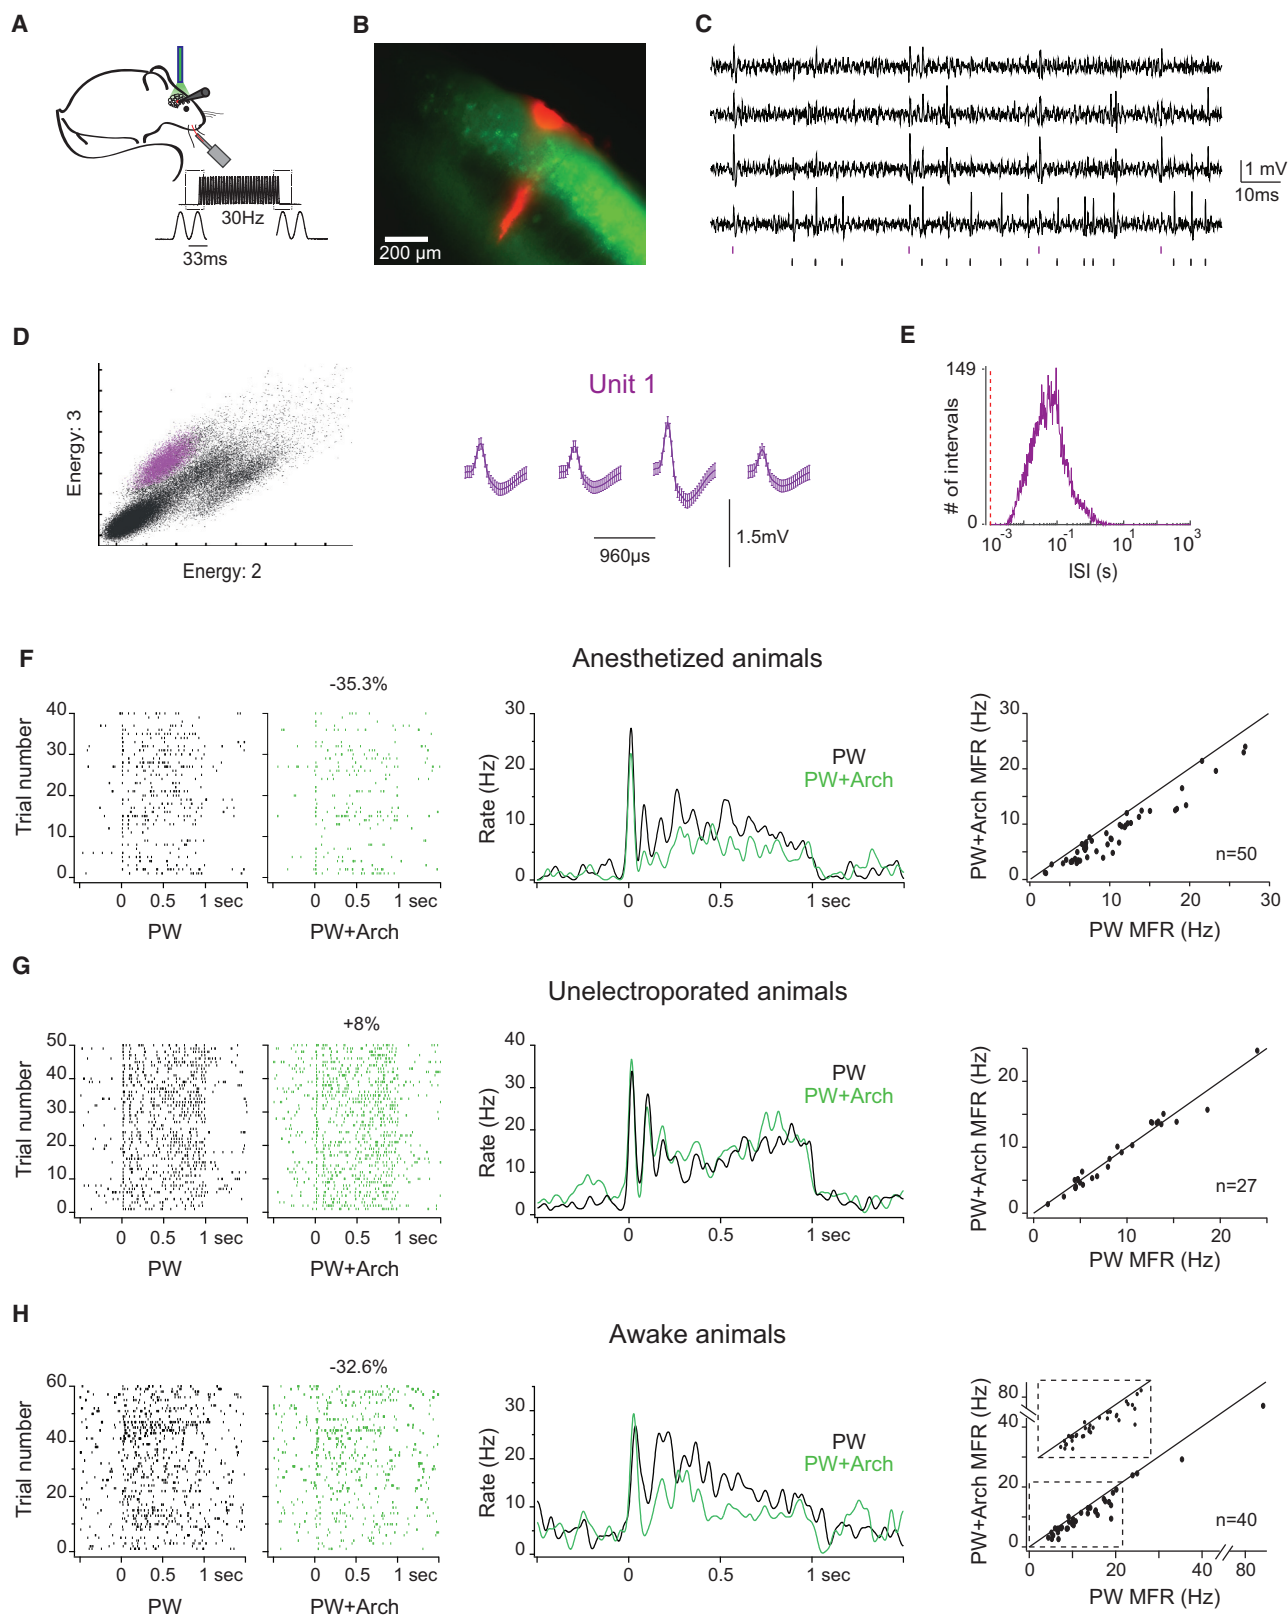 A
30Hz
33ms
B
200 µm
C
1 mV
10ms
D
Energy: 3
Energy: 2
Unit 1
960µs
1.5mV
E
149
# of intervals
0
10-3
10-1
101
103
ISI (s)
F
Anesthetized animals
-35.3%
Trial number
40
30
20
10
0
0 0.5 1 sec
PW
0 0.5 1 sec
PW+Arch
Rate (Hz)
30
20
10
0
PW
PW+Arch
0 0.5 1 sec
PW+Arch MFR (Hz)
30
20
10
0
n=50
0 10 20 30
PW MFR (Hz)
G
Unelectroporated animals
+8%
Trial number
50
40
30
20
10
0
0 0.5 1 sec
PW
0 0.5 1 sec
PW+Arch
Rate (Hz)
40
30
20
10
0
PW
PW+Arch
0 0.5 1 sec
PW+Arch MFR (Hz)
20
10
0
n=27
0 10 20
PW MFR (Hz)
H
Awake animals
-32.6%
Trial number
60
40
20
0
0 0.5 1 sec
PW
0 0.5 1 sec
PW+Arch
Rate (Hz)
30
20
10
0
PW
PW+Arch
0 0.5 1 sec
PW+Arch MFR (Hz)
80
40
20
0
n=40
0 20 40 80
PW MFR (Hz)